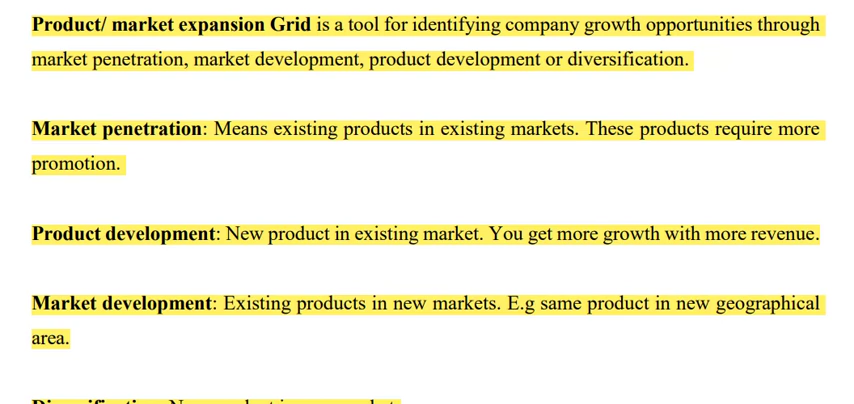 Product/ market expansion Grid is a tool for identifying company growth opportunities through
market penetration, market development, product development or diversification.
Market penetration: Means existing products in existing markets. These products require more
promotion.
Product development: New product in existing market. You get more growth with more revenue.
Market development: Existing products in new markets. E.g same product in new geographical
area.